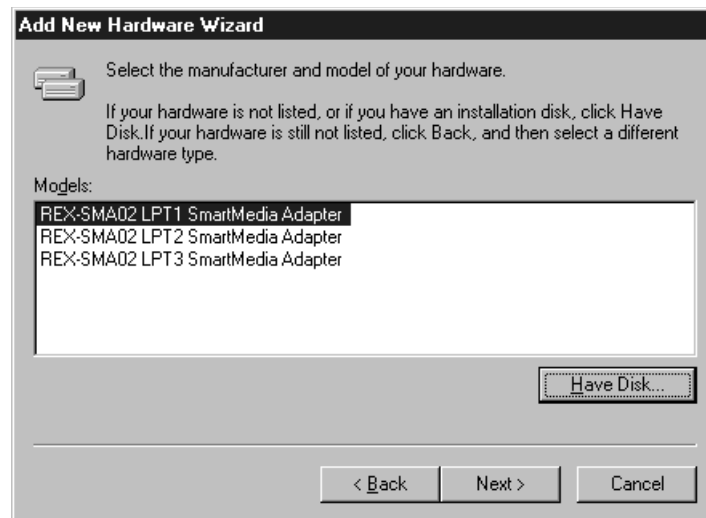 Add New Hardware Wizard
Select the manufacturer and model of your hardware.
If your hardware is not listed, or if you have an installation disk, click Have
Disk.If your hardware is still not listed, click Back, and then select a different
hardware type.
Models:
REX-SMA02 LPT1 SmartMedia Adapter
REX-SMA02 LPT2 SmartMedia Adapter
REX-SMA02 LPT3 SmartMedia Adapter
Have Disk...
< Back
Next >
Cancel